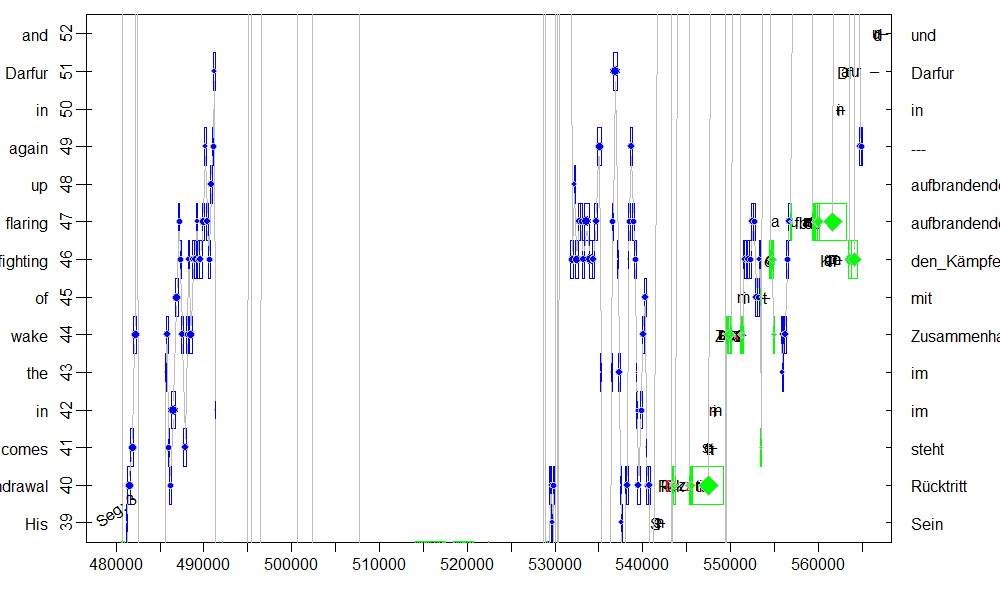 and 52 und
Darfur 51 Darfur
in 50 in
again 49 ---
up 48 aufbrandende
flaring 47 aufbrandende
fighting 46 den_Kämpfe
of 45 mit
wake 44 Zusammenha
the 43 im
in 42 im
comes 41 steht
drawal 40 Rücktritt
His 39 Sein
Seg: 3
480000 490000 500000 510000 520000 530000 540000 550000 560000